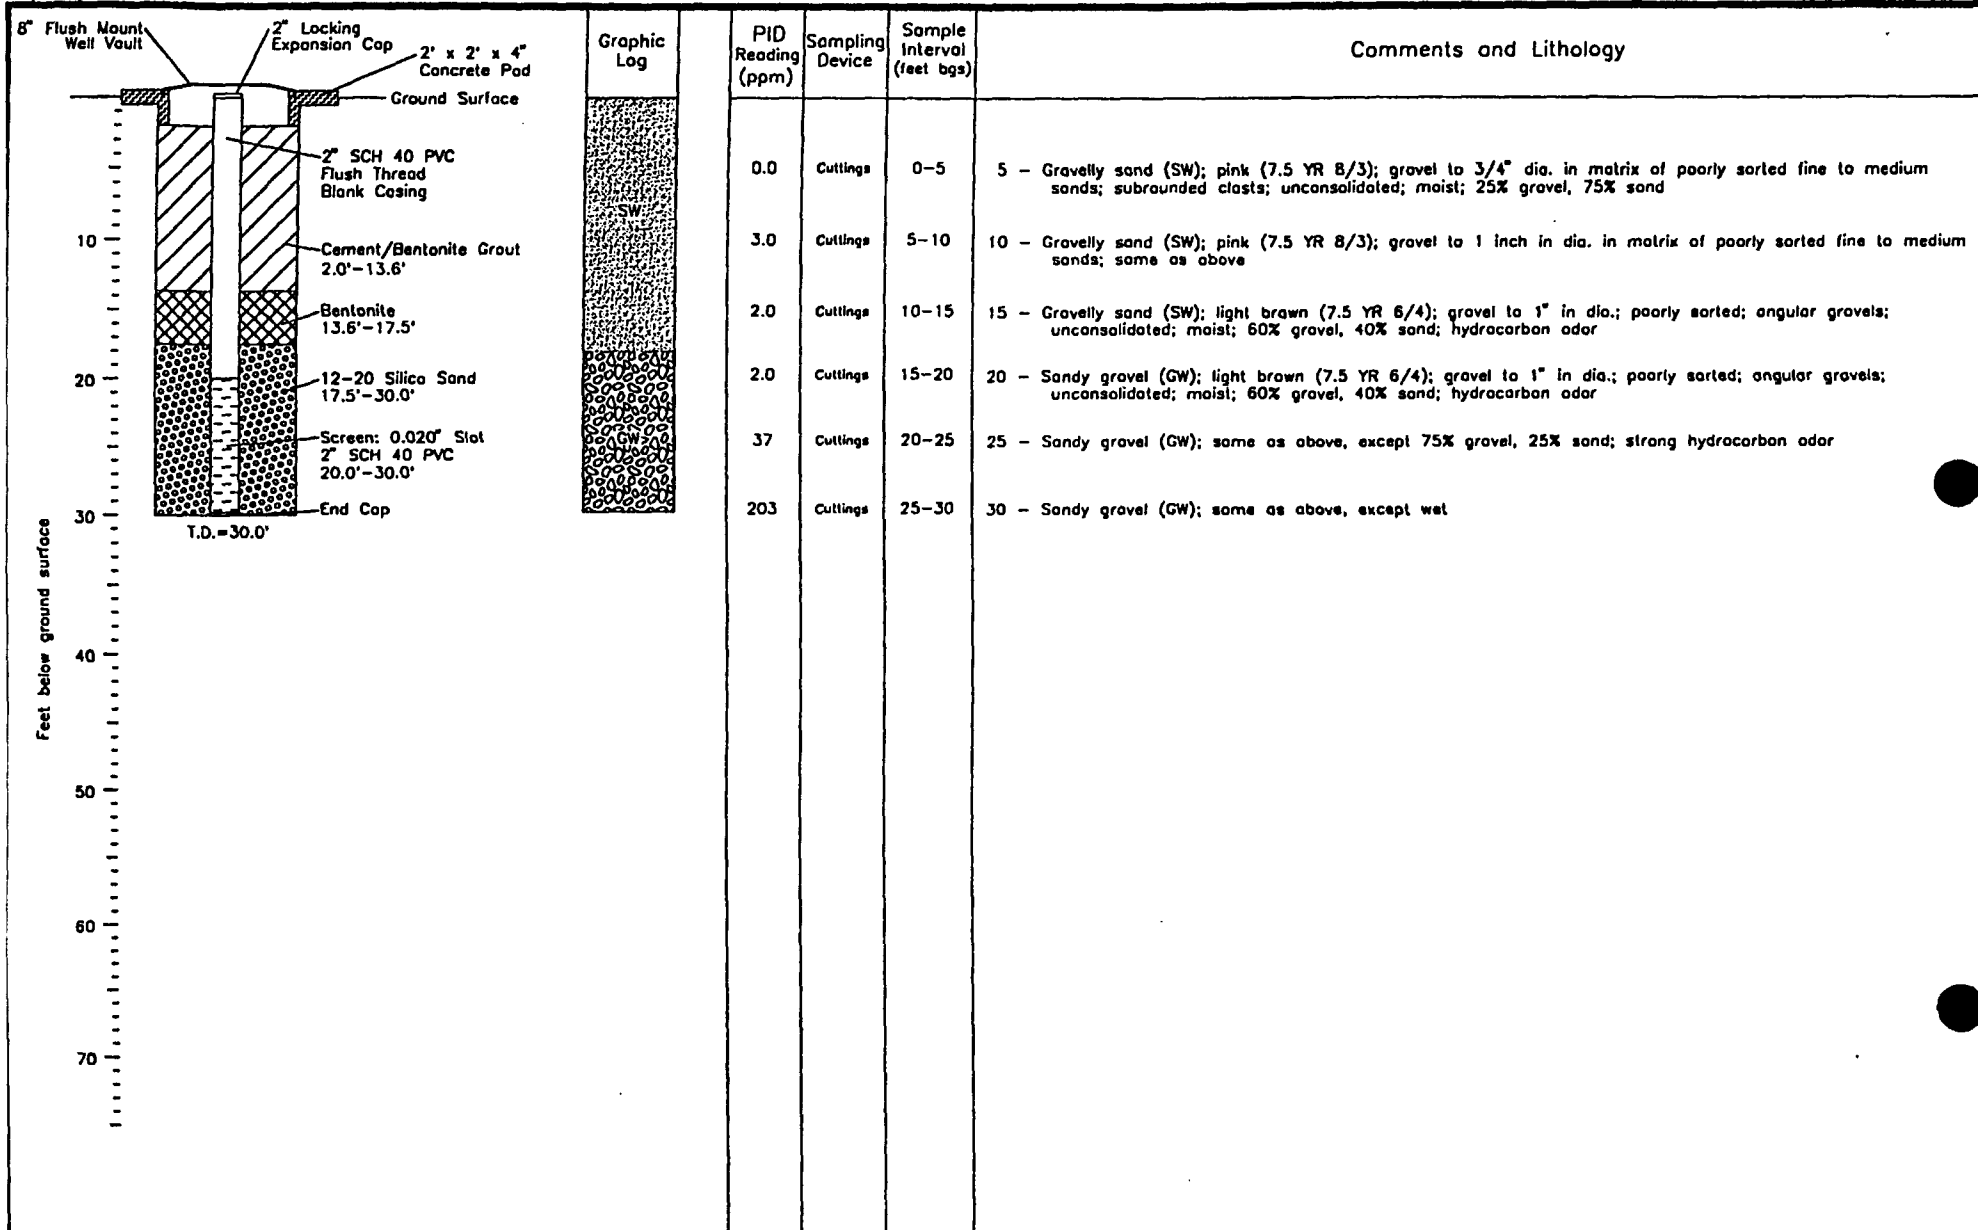 8" Flush Mount
Well Vault
2" Locking
Expansion Cap
2' x 2' x 4"
Concrete Pad
Ground Surface
2" SCH 40 PVC
Flush Thread
Blank Casing
Cement/Bentonite Grout
2.0'-13.6'
Bentonite
13.6'-17.5'
12-20 Silica Sand
17.5'-30.0'
Screen: 0.020" Slot
2" SCH 40 PVC
20.0'-30.0'
End Cap
T.D.=30.0'
Feet below ground surface
10
20
30
40
50
60
70
Graphic
Log
SW
GW
PID
Reading
(ppm)
Sampling
Device
Sample
Interval
(feet bgs)
Comments and Lithology
0.0 Cuttings 0-5 5 - Gravelly sand (SW); pink (7.5 YR 8/3); gravel to 3/4" dia. in matrix of poorly sorted fine to medium
sands; subrounded clasts; unconsolidated; moist; 25% gravel, 75% sand
3.0 Cuttings 5-10 10 - Gravelly sand (SW); pink (7.5 YR 8/3); gravel to 1 inch in dia. in matrix of poorly sorted fine to medium
sands; same as above
2.0 Cuttings 10-15 15 - Gravelly sand (SW); light brown (7.5 YR 6/4); gravel to 1" in dia.; poorly sorted; angular gravels;
unconsolidated; moist; 60% gravel, 40% sand; hydrocarbon odor
2.0 Cuttings 15-20 20 - Sandy gravel (GW); light brown (7.5 YR 6/4); gravel to 1" in dia.; poorly sorted; angular gravels;
unconsolidated; moist; 60% gravel, 40% sand; hydrocarbon odor
37 Cuttings 20-25 25 - Sandy gravel (GW); same as above, except 75% gravel, 25% sand; strong hydrocarbon odor
203 Cuttings 25-30 30 - Sandy gravel (GW); same as above, except wet